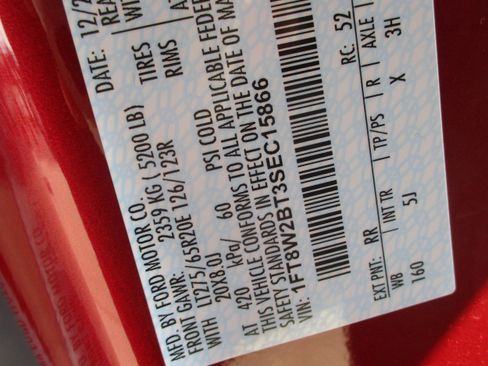 MFD. BY FORD MOTOR CO.
DATE: 12/2
FRONT GAWR: 2359 KG ( 5200 LB)
REA
WITH
LT275/65R20E 126/123R TIRES
20X8.0J RIMS
AT 420 kPa/ 60 PSI COLD
THIS VEHICLE CONFORMS TO ALL APPLICABLE FEDER
SAFETY STANDARDS IN EFFECT ON THE DATE OF MA
VIN: 1FT8W2BT3SEC15866
EXT PNT: RR RC: 52
WB INT TR TP/PS R AXLE
160 5J X 3H